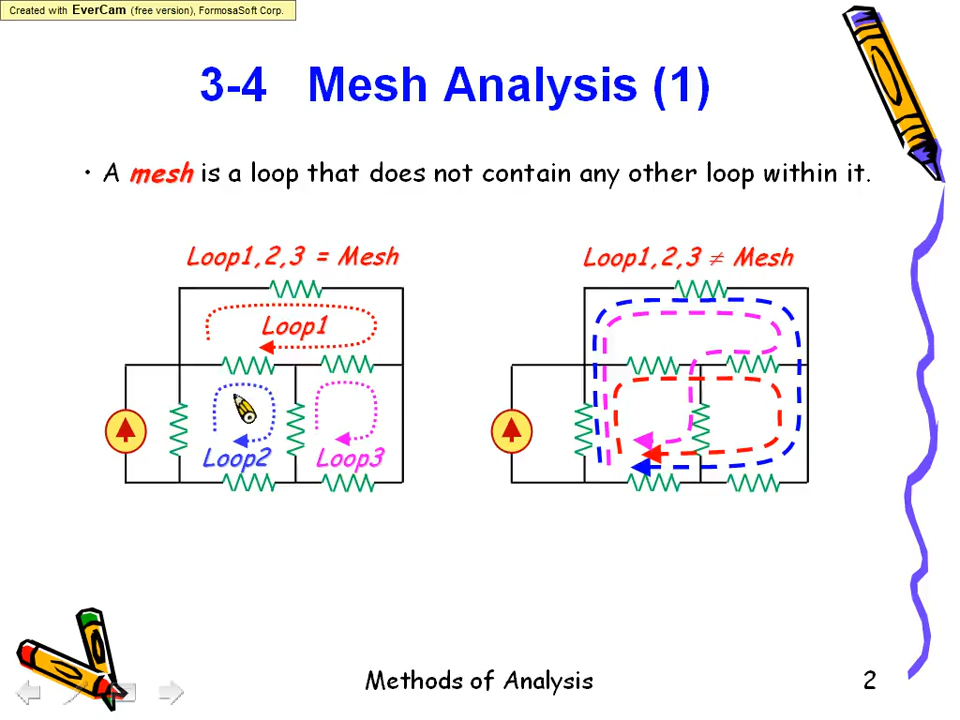 Created with EverCam (free version), FormosaSoft Corp.
3-4 Mesh Analysis (1)
· A mesh is a loop that does not contain any other loop within it.
Loop1,2,3 = Mesh
Loop1,2,3 ≠ Mesh
Loop1
Loop2
Loop3
Methods of Analysis
2